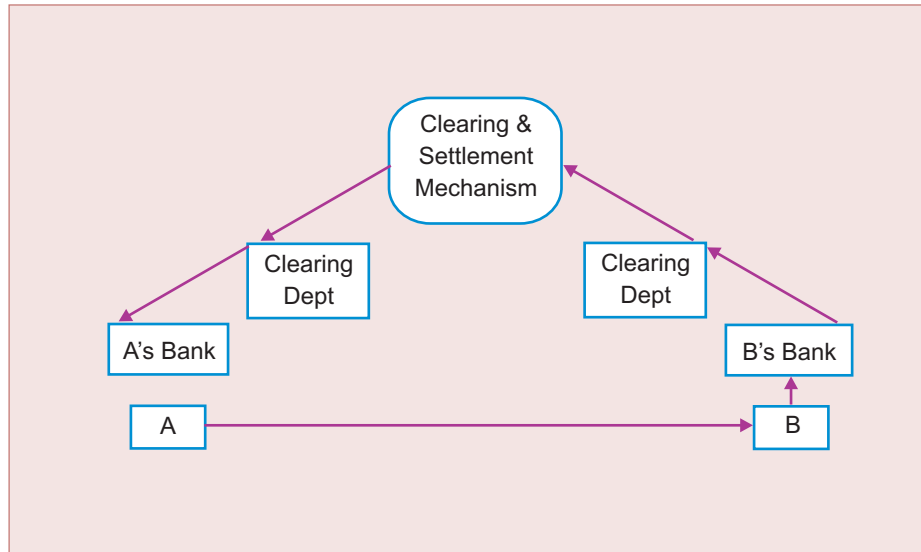 Clearing &
Settlement
Mechanism
Clearing
Dept
Clearing
Dept
A’s Bank
B’s Bank
A
B